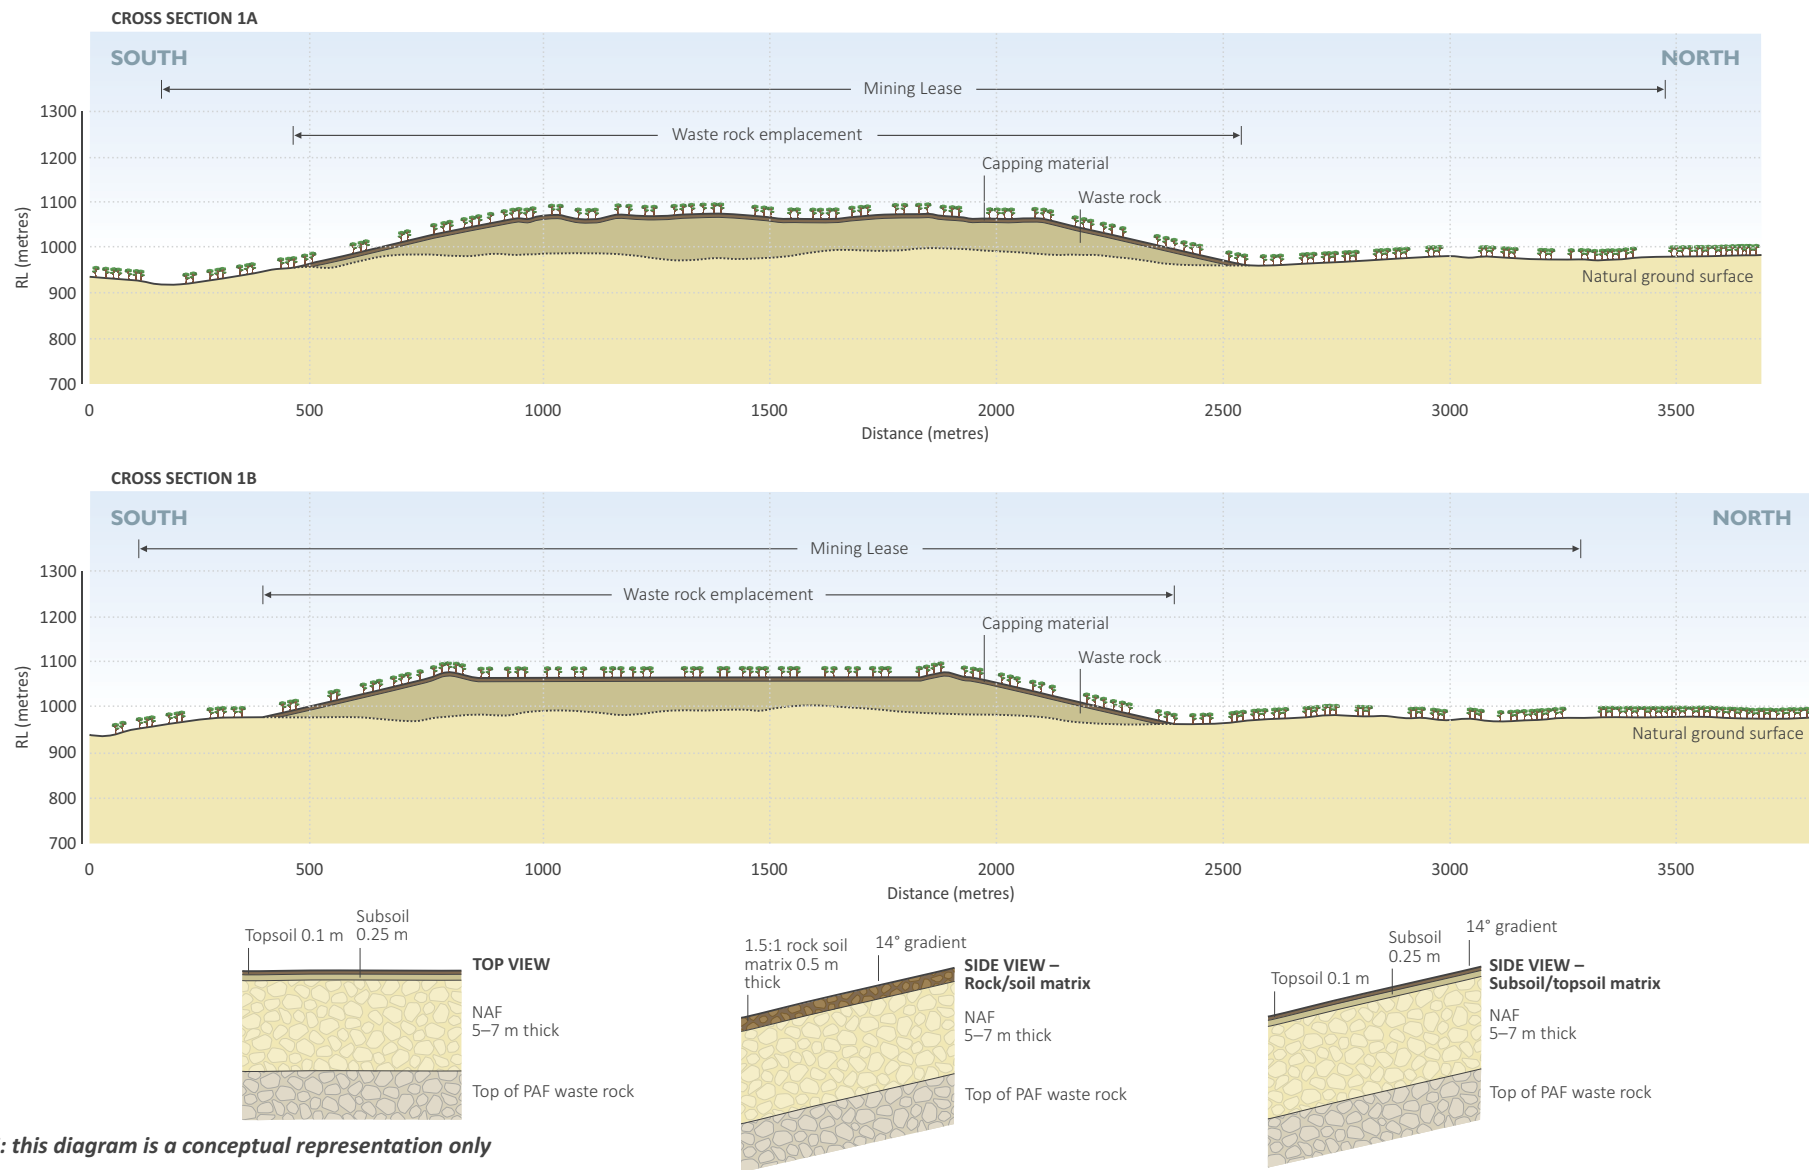 CROSS SECTION 1A
SOUTH
NORTH
Mining Lease
1300
Waste rock emplacement
1200
Capping material
Waste rock
1100
1000
900
800
700
RL (metres)
Natural ground surface
0 500 1000 1500 2000 2500 3000 3500
Distance (metres)
CROSS SECTION 1B
SOUTH
NORTH
Mining Lease
1300
Waste rock emplacement
1200
Capping material
Waste rock
1100
1000
900
800
700
RL (metres)
Natural ground surface
0 500 1000 1500 2000 2500 3000 3500
Distance (metres)
Topsoil 0.1 m
Subsoil
0.25 m
TOP VIEW
NAF
5–7 m thick
Top of PAF waste rock
1.5:1 rock soil
matrix 0.5 m
thick
14° gradient
SIDE VIEW –
Rock/soil matrix
NAF
5–7 m thick
Top of PAF waste rock
Topsoil 0.1 m
Subsoil
0.25 m
14° gradient
SIDE VIEW –
Subsoil/topsoil matrix
NAF
5–7 m thick
Top of PAF waste rock
: this diagram is a conceptual representation only